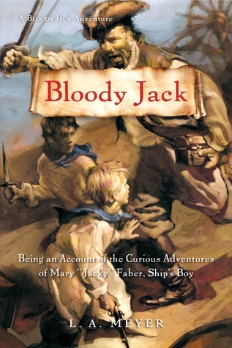 A Bloody Jack Adventure
Bloody Jack
Being an Account of the Curious Adventures
of Mary "Jacky" Faber, Ship's Boy
L. A. MEYER